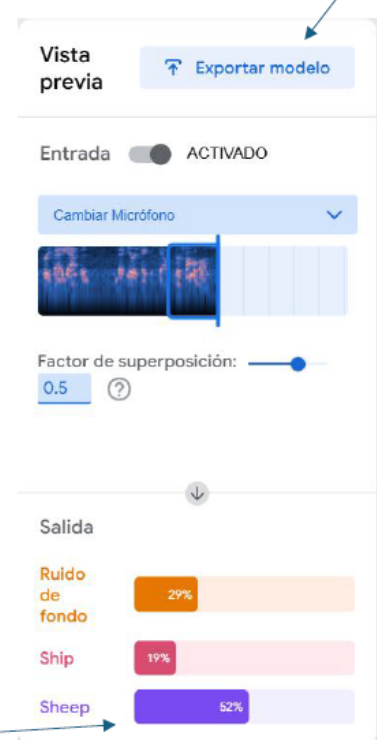 Vista
previa
Exportar modelo
Entrada
ACTIVADO
Cambiar Micrófono
Factor de superposición:
0.5
?
Salida
Ruido
de
fondo
29%
Ship
19%
Sheep
52%